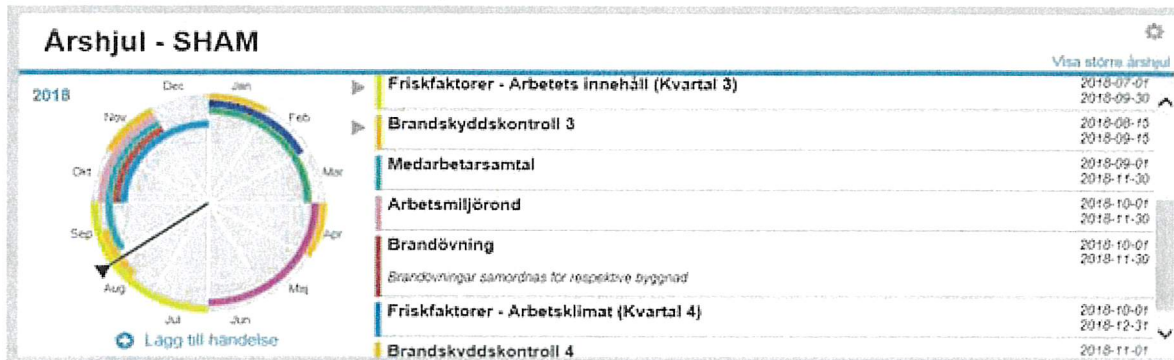 Årshjul - SHAM
Visa större årshjul
2018
Dec
Jan
Nov
Feb
Okt
Mar
Sep
Apr
Aug
Maj
Jul
Jun
Lägg till händelse
Friskfaktorer - Arbetets innehåll (Kvartal 3)
2018-07-01
2018-09-30
Brandskyddskontroll 3
2018-08-15
2018-09-15
Medarbetarsamtal
2018-09-01
2018-11-30
Arbetsmiljörond
2018-10-01
2018-11-30
Brandövning
2018-10-01
2018-11-30
Brandövningar samordnas för respektive byggnad
Friskfaktorer - Arbetsklimat (Kvartal 4)
2018-10-01
2018-12-31
Brandskyddskontroll 4
2018-11-01